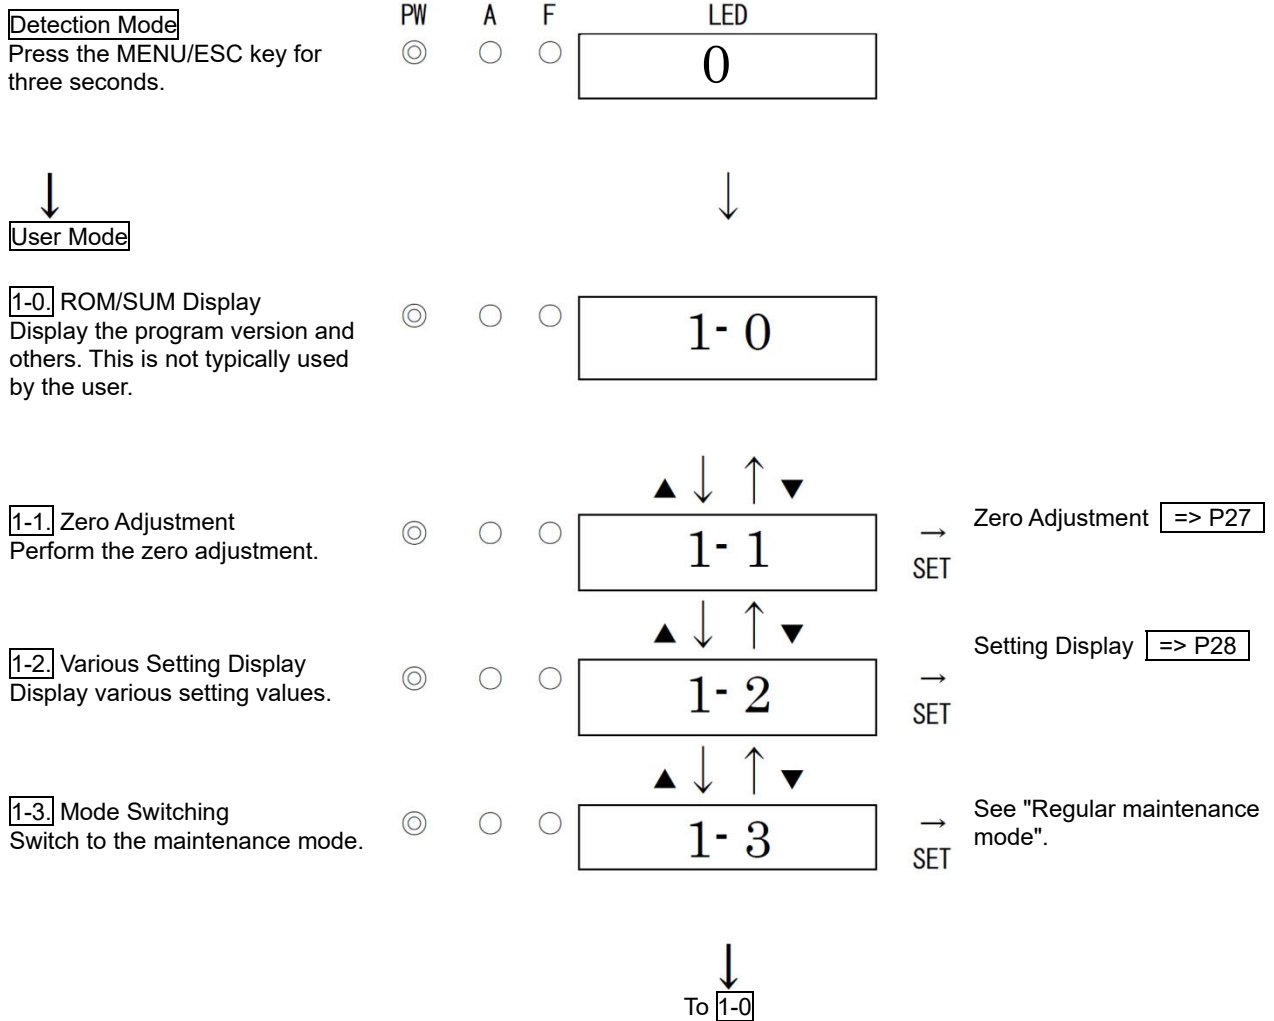 PW A F LED
Detection Mode
Press the MENU/ESC key for
three seconds.
0
↓ ↓
User Mode
1-0. ROM/SUM Display
Display the program version and
others. This is not typically used
by the user.
1- 0
▲ ↓ ↑ ▼
1-1. Zero Adjustment
Perform the zero adjustment.
1- 1
→
SET
Zero Adjustment => P27
▲ ↓ ↑ ▼
1-2. Various Setting Display
Display various setting values.
1- 2
→
SET
Setting Display => P28
▲ ↓ ↑ ▼
1-3. Mode Switching
Switch to the maintenance mode.
1- 3
→
SET
See "Regular maintenance
mode".
↓
To 1-0